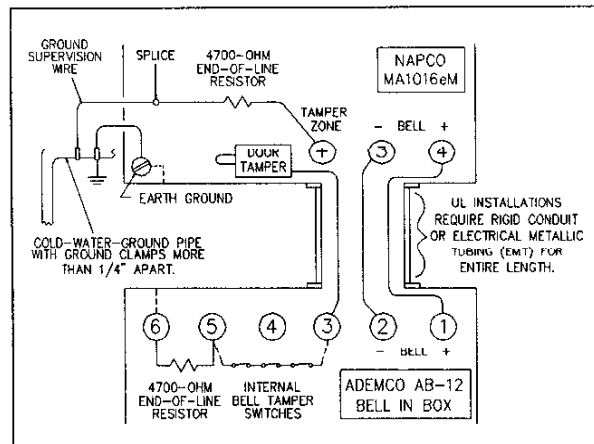 GROUND
SUPERVISION
WIRE
SPLICE
4700-OHM
END-OF-LINE
RESISTOR
NAPCO
MA1016eM
TAMPER
ZONE
+
- BELL +
3
4
DOOR
TAMPER
EARTH GROUND
COLD-WATER-GROUND PIPE
WITH GROUND CLAMPS MORE
THAN 1/4" APART.
UL INSTALLATIONS
REQUIRE RIGID CONDUIT
OR ELECTRICAL METALLIC
TUBING (EMT) FOR
ENTIRE LENGTH.
6
5
4
3
2
1
- BELL +
4700-OHM
END-OF-LINE
RESISTOR
INTERNAL
BELL TAMPER
SWITCHES
ADEMCO AB-12
BELL IN BOX